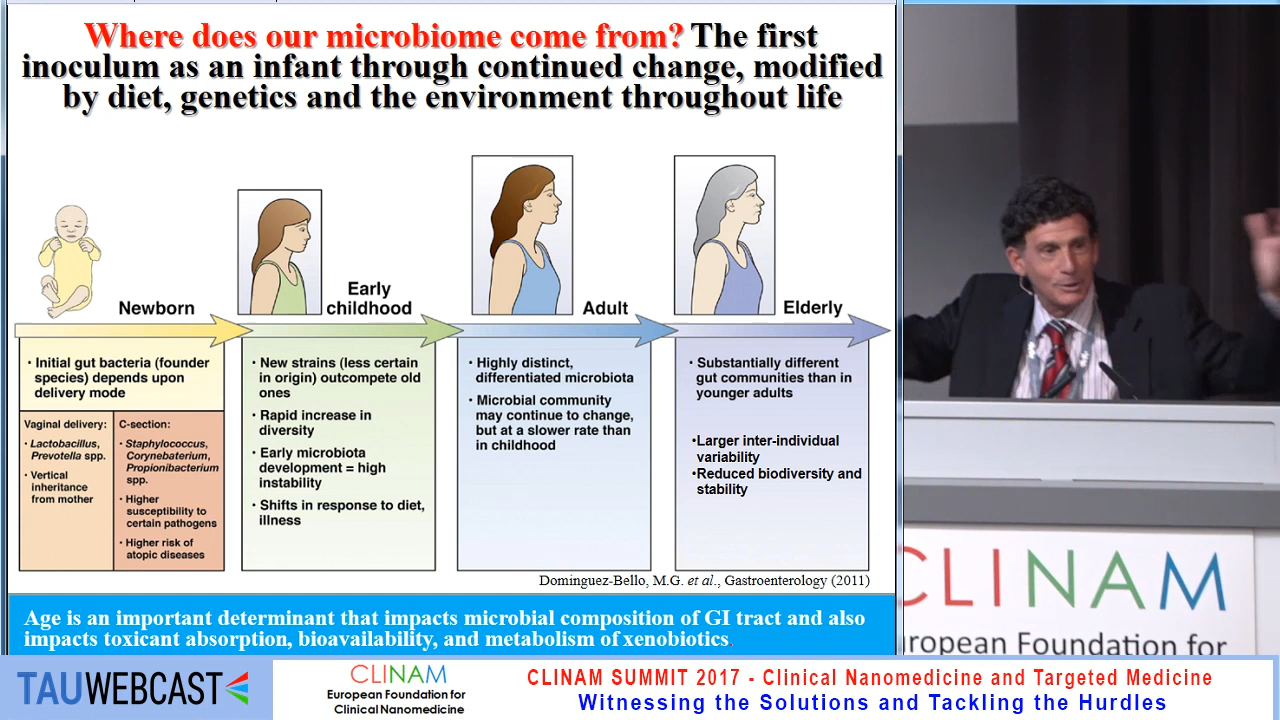 Where does our microbiome come from? The first
inoculum as an infant through continued change, modified
by diet, genetics and the environment throughout life
Newborn
Early
childhood
Adult
Elderly
• Initial gut bacteria (founder
species) depends upon
delivery mode
Vaginal delivery:
• Lactobacillus,
Prevotella spp.
• Vertical
inheritance
from mother
C-section:
• Staphylococcus,
Corynebaterium,
Propionibacterium
spp.
• Higher
susceptibility to
certain pathogens
• Higher risk of
atopic diseases
• New strains (less certain
in origin) outcompete old
ones
• Rapid increase in
diversity
• Early microbiota
development = high
instability
• Shifts in response to diet,
illness
• Highly distinct,
differentiated microbiota
• Microbial community
may continue to change,
but at a slower rate than
in childhood
• Substantially different
gut communities than in
younger adults
•Larger inter-individual
variability
•Reduced biodiversity and
stability
Dominguez-Bello, M.G. et al., Gastroenterology (2011)
Age is an important determinant that impacts microbial composition of GI tract and also
impacts toxicant absorption, bioavailability, and metabolism of xenobiotics.
CLINAM
uropean Foundation for
TAUWEBCAST
CLINAM
European Foundation for
Clinical Nanomedicine
CLINAM SUMMIT 2017 - Clinical Nanomedicine and Targeted Medicine
Witnessing the Solutions and Tackling the Hurdles